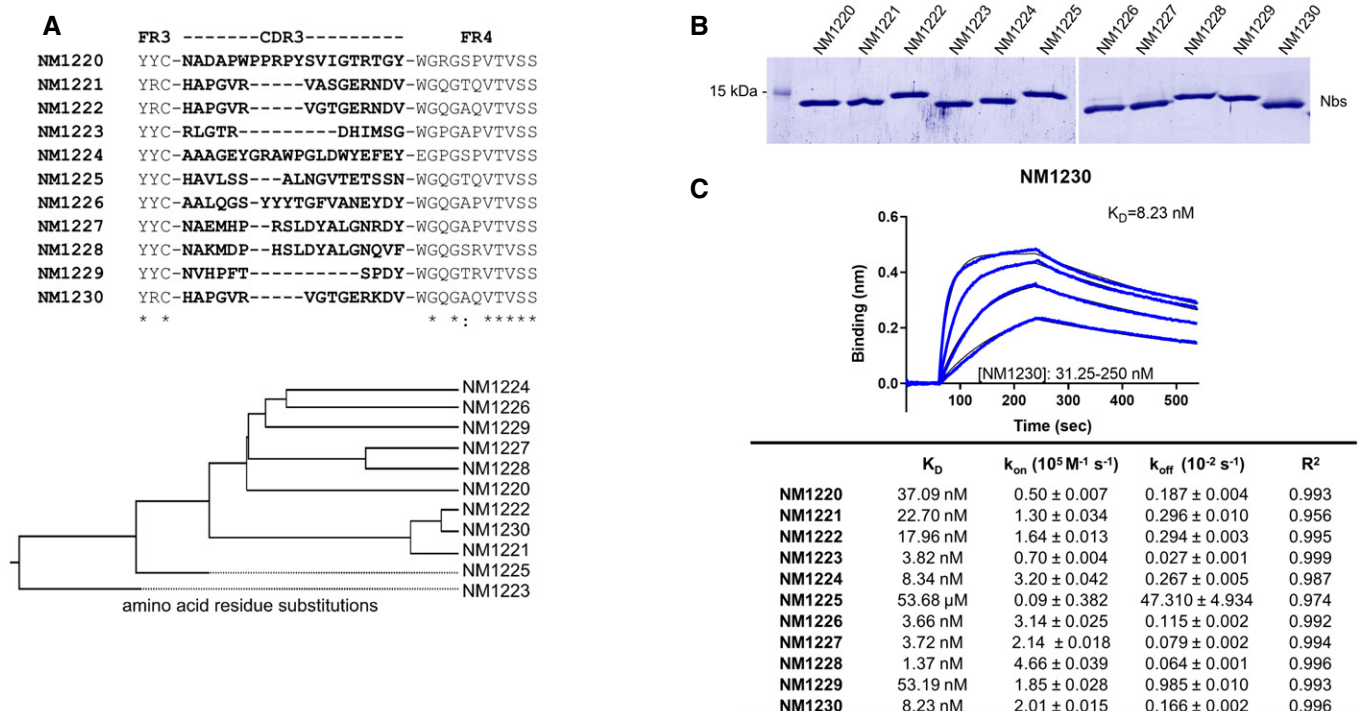 A
FR3 --------CDR3---------- FR4
NM1220 YYC-NADAPWPPRPYSVIGTRTGY-WGRGSPVTVSS
NM1221 YRC-HAPGVR-----VASGERNDV-WGQGTQVTVSS
NM1222 YRC-HAPGVR-----VGTGERNDV-WGQGAQVTVSS
NM1223 YYC-RLGTR---------DHIMSG-WGPGAPVTVSS
NM1224 YYC-AAAGEYGRAWPGLDWYEFEY-EGPGSPVTVSS
NM1225 YYC-HAVLSS---ALNGVTETSSN-WGQGTQVTVSS
NM1226 YYC-AALQGS-YYYTGFVANEYDY-WGQGAPVTVSS
NM1227 YYC-NAEMHP--RSLDYALGNRDY-WGQGAPVTVSS
NM1228 YYC-NAKMDP--HSLDYALGNQVF-WGQGSRVTVSS
NM1229 YYC-NVHPFT----------SPDY-WGQGTRVTVSS
NM1230 YRC-HAPGVR-----VGTGERKDV-WGQGAQVTVSS
* * * *: *****
NM1224
NM1226
NM1229
NM1227
NM1228
NM1220
NM1222
NM1230
NM1221
NM1225
NM1223
amino acid residue substitutions
B
NM1220 NM1221 NM1222 NM1223 NM1224 NM1225 NM1226 NM1227 NM1228 NM1229 NM1230
15 kDa - Nbs
C
NM1230
K_D=8.23 nM
0.6
0.4
0.2
0.0
Binding (nm)
[NM1230]: 31.25-250 nM
100 200 300 400 500
Time (sec)
K_D k_on (10⁵ M⁻¹ s⁻¹) k_off (10⁻² s⁻¹) R²
NM1220 37.09 nM 0.50 ± 0.007 0.187 ± 0.004 0.993
NM1221 22.70 nM 1.30 ± 0.034 0.296 ± 0.010 0.956
NM1222 17.96 nM 1.64 ± 0.013 0.294 ± 0.003 0.995
NM1223 3.82 nM 0.70 ± 0.004 0.027 ± 0.001 0.999
NM1224 8.34 nM 3.20 ± 0.042 0.267 ± 0.005 0.987
NM1225 53.68 µM 0.09 ± 0.382 47.310 ± 4.934 0.974
NM1226 3.66 nM 3.14 ± 0.025 0.115 ± 0.002 0.992
NM1227 3.72 nM 2.14 ± 0.018 0.079 ± 0.002 0.994
NM1228 1.37 nM 4.66 ± 0.039 0.064 ± 0.001 0.996
NM1229 53.19 nM 1.85 ± 0.028 0.985 ± 0.010 0.993
NM1230 8.23 nM 2.01 ± 0.015 0.166 ± 0.002 0.996